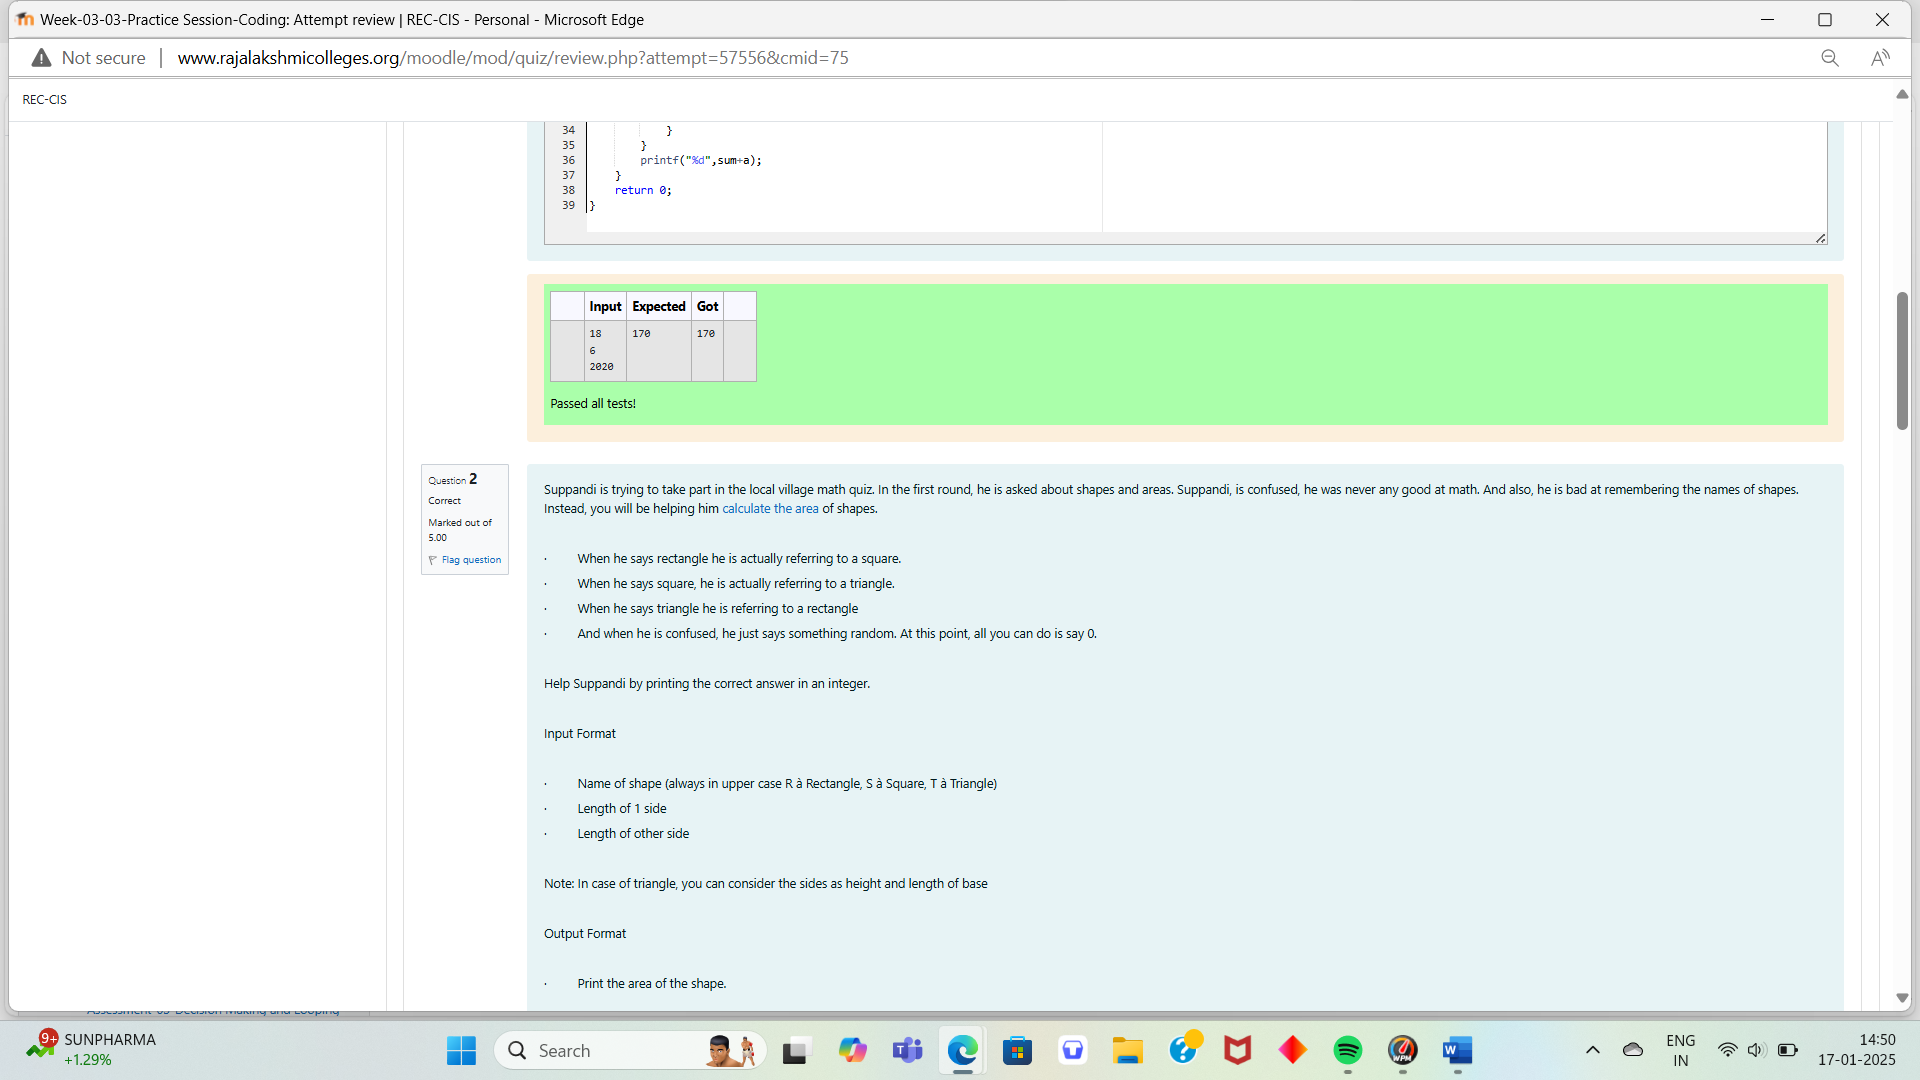 Week-03-03-Practice Session-Coding: Attempt review | REC-CIS - Personal - Microsoft Edge
Not secure
www.rajalakshmicolleges.org/moodle/mod/quiz/review.php?attempt=57556&cmid=75
REC-CIS
34 }
35 }
36 printf("%d",sum+a);
37 }
38 return 0;
39 }
Input Expected Got
18 170 170
6
2020
Passed all tests!
Question 2
Correct
Marked out of
5.00
Flag question
Suppandi is trying to take part in the local village math quiz. In the first round, he is asked about shapes and areas. Suppandi, is confused, he was never any good at math. And also, he is bad at remembering the names of shapes.
Instead, you will be helping him calculate the area of shapes.
· When he says rectangle he is actually referring to a square.
· When he says square, he is actually referring to a triangle.
· When he says triangle he is referring to a rectangle
· And when he is confused, he just says something random. At this point, all you can do is say 0.
Help Suppandi by printing the correct answer in an integer.
Input Format
· Name of shape (always in upper case R à Rectangle, S à Square, T à Triangle)
· Length of 1 side
· Length of other side
Note: In case of triangle, you can consider the sides as height and length of base
Output Format
· Print the area of the shape.
Assessment-03-Decision Making and Looping
9+
SUNPHARMA
+1.29%
Search
WPM
ENG
IN
14:50
17-01-2025